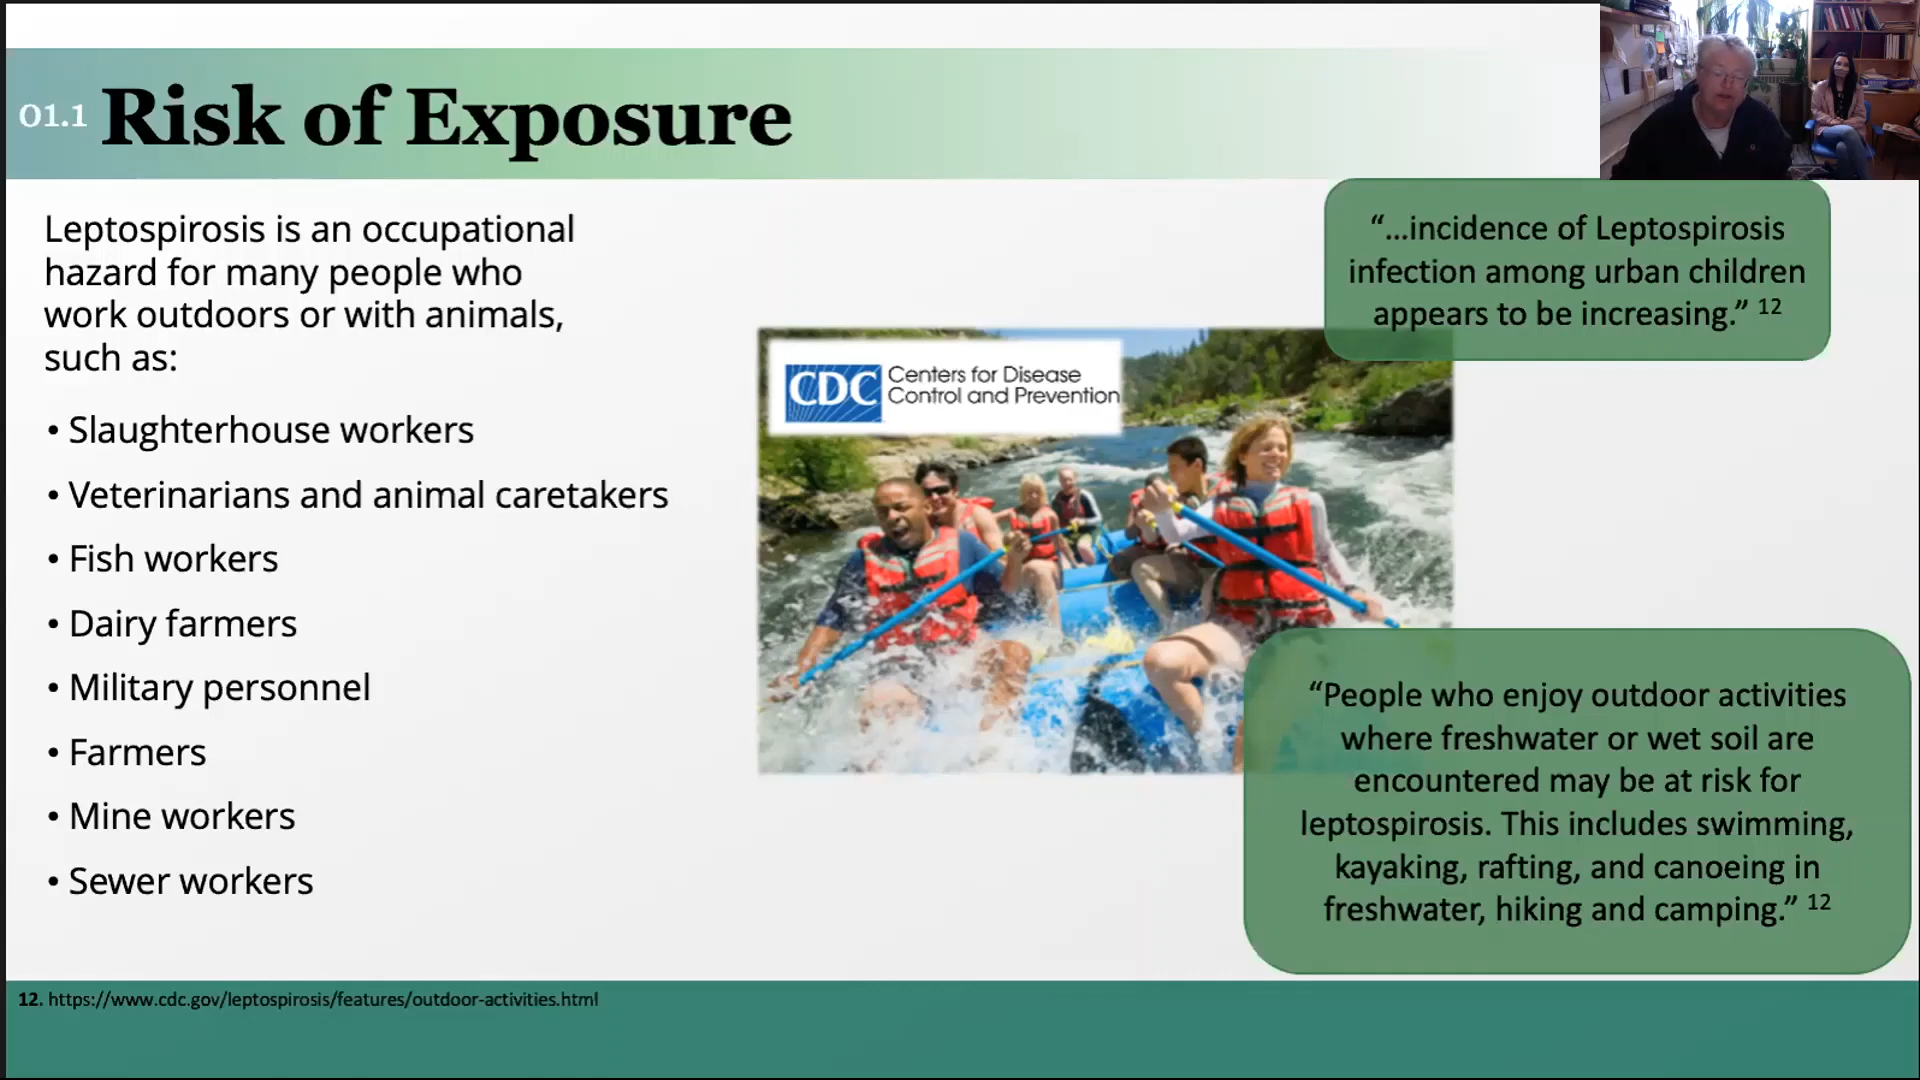 01.1 Risk of Exposure
Leptospirosis is an occupational
hazard for many people who
work outdoors or with animals,
such as:
• Slaughterhouse workers
• Veterinarians and animal caretakers
• Fish workers
• Dairy farmers
• Military personnel
• Farmers
• Mine workers
• Sewer workers
CDC Centers for Disease
Control and Prevention
“...incidence of Leptospirosis
infection among urban children
appears to be increasing.” 12
“People who enjoy outdoor activities
where freshwater or wet soil are
encountered may be at risk for
leptospirosis. This includes swimming,
kayaking, rafting, and canoeing in
freshwater, hiking and camping.” 12
12. https://www.cdc.gov/leptospirosis/features/outdoor-activities.html